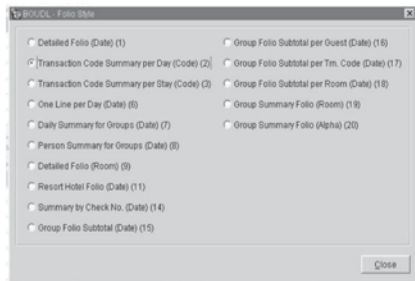 BOUDL - Folio Style
Detailed Folio (Date) (1)
Transaction Code Summary per Day (Code) (2)
Transaction Code Summary per Stay (Code) (3)
One Line per Day (Date) (6)
Daily Summary for Groups (Date) (7)
Person Summary for Groups (Date) (8)
Detailed Folio (Room) (9)
Resort Hotel Folio (Date) (11)
Summary by Check No. (Date) (14)
Group Folio Subtotal (Date) (15)
Group Folio Subtotal per Guest (Date) (16)
Group Folio Subtotal per Trn. Code (Date) (17)
Group Folio Subtotal per Room (Date) (18)
Group Summary Folio (Room) (19)
Group Summary Folio (Alpha) (20)
Close